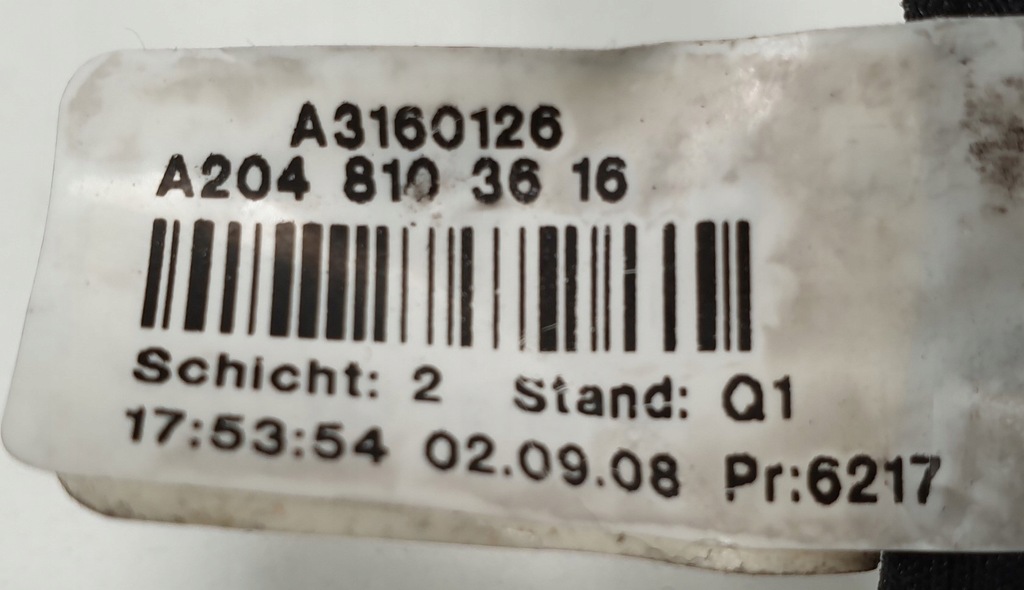 A3160126
A204 810 36 16
Schicht: 2 Stand: Q1
17:53:54 02.09.08 Pr:6217